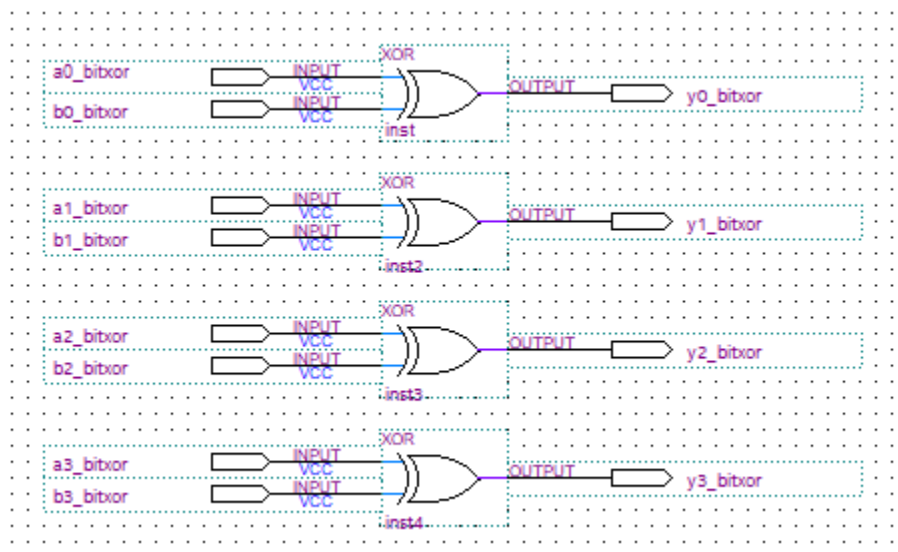 XOR
a0_bitxor INPUT
VCC
OUTPUT y0_bitxor
b0_bitxor INPUT
VCC
inst
XOR
a1_bitxor INPUT
VCC
OUTPUT y1_bitxor
b1_bitxor INPUT
VCC
inst2
XOR
a2_bitxor INPUT
VCC
OUTPUT y2_bitxor
b2_bitxor INPUT
VCC
inst3
XOR
a3_bitxor INPUT
VCC
OUTPUT y3_bitxor
b3_bitxor INPUT
VCC
inst4